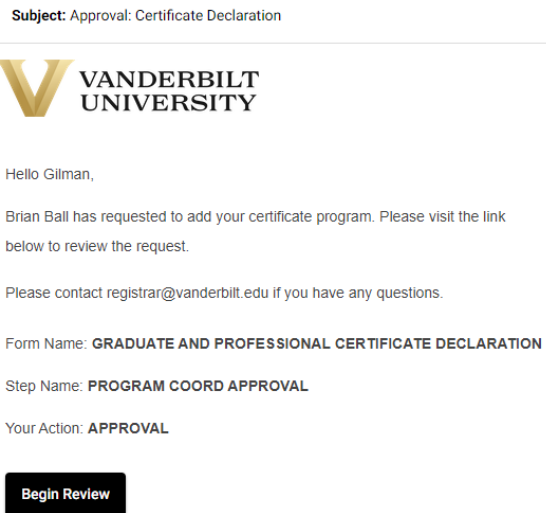 Subject: Approval: Certificate Declaration
VANDERBILT
UNIVERSITY
Hello Gilman,
Brian Ball has requested to add your certificate program. Please visit the link
below to review the request.
Please contact registrar@vanderbilt.edu if you have any questions.
Form Name: GRADUATE AND PROFESSIONAL CERTIFICATE DECLARATION
Step Name: PROGRAM COORD APPROVAL
Your Action: APPROVAL
Begin Review